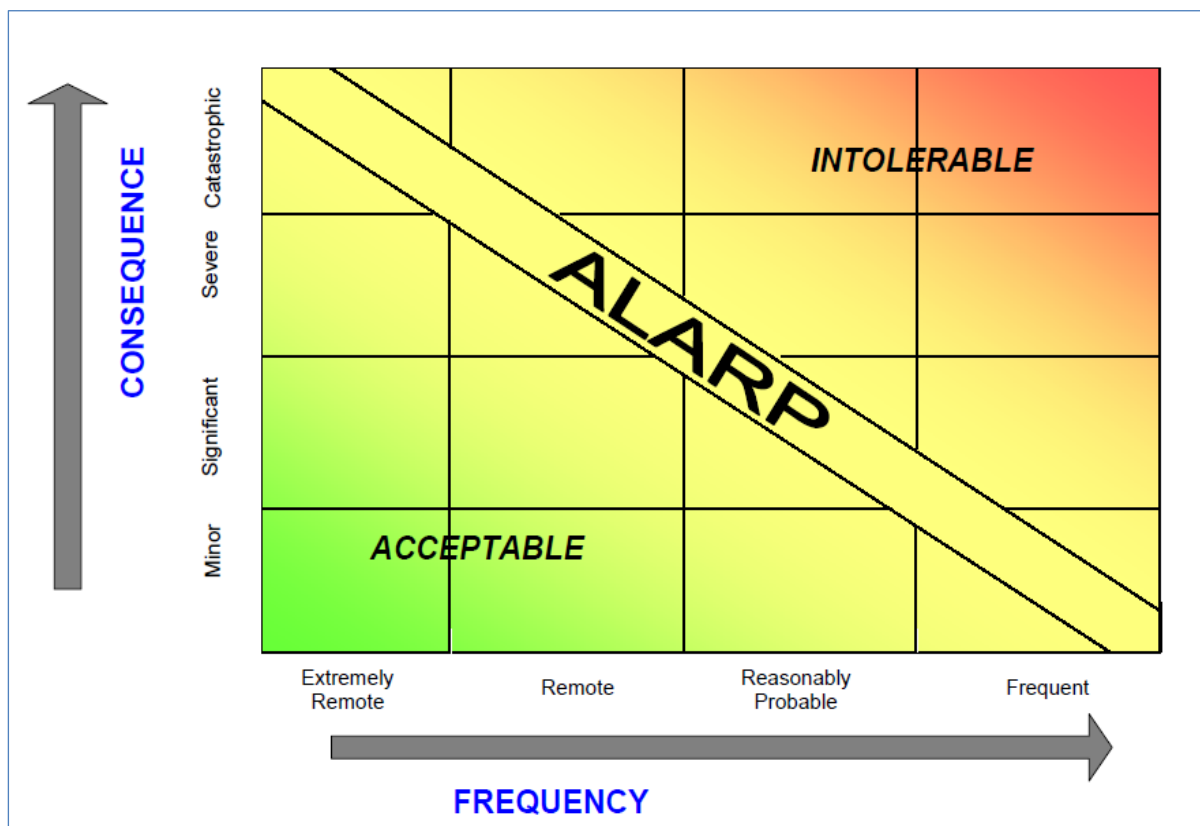 CONSEQUENCE
Catastrophic
Severe
Significant
Minor
INTOLERABLE
ALARP
ACCEPTABLE
Extremely
Remote
Remote
Reasonably
Probable
Frequent
FREQUENCY